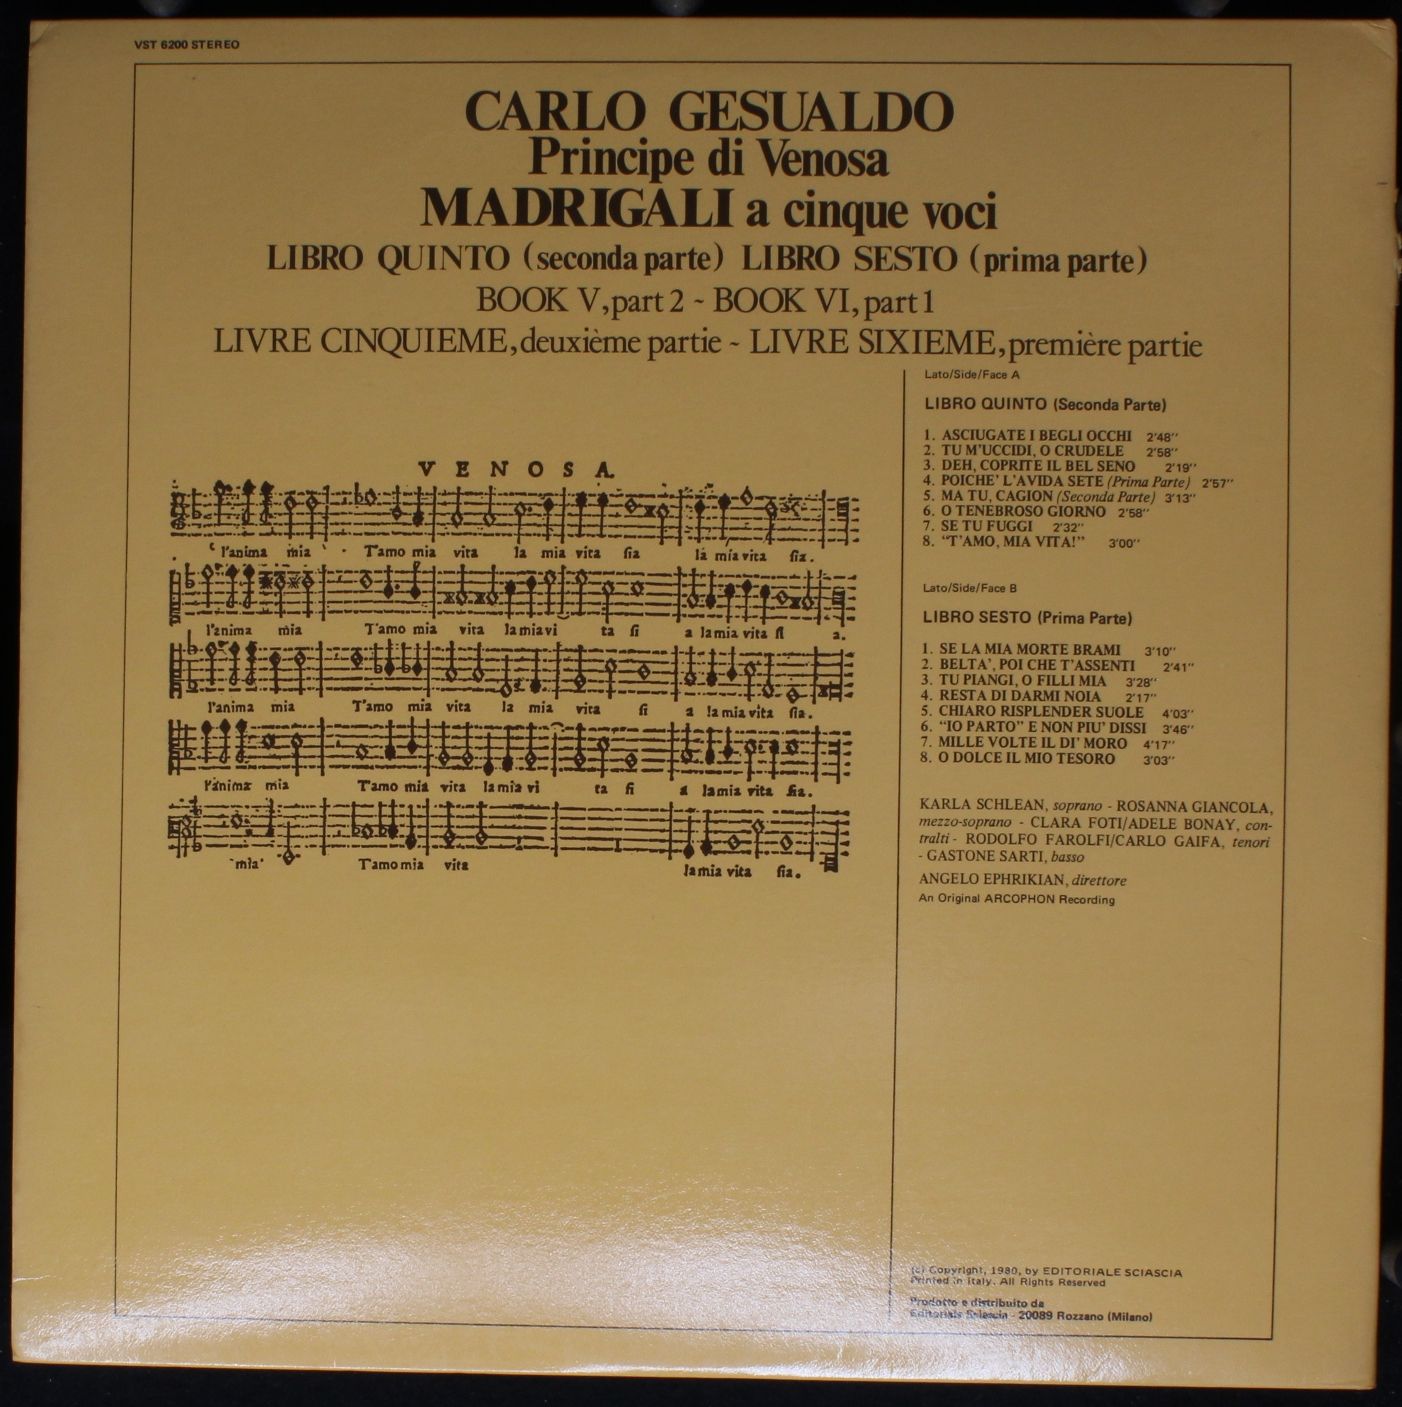 VST 6200 STEREO
CARLO GESUALDO
Principe di Venosa
MADRIGALI a cinque voci
LIBRO QUINTO (seconda parte) LIBRO SESTO (prima parte)
BOOK V, part 2 - BOOK VI, part 1
LIVRE CINQUIEME, deuxième partie - LIVRE SIXIEME, première partie
VENOSA
l'anima mia T'amo mia vita la mia vita sia la mia vita sia.
l'anima mia T'amo mia vita la mia vi ta si a la mia vita si a.
l'anima mia T'amo mia vita la mia vita si a la mia vita sia.
l'anima mia T'amo mia vita la mia vi ta si a la mia vita sia.
mia T'amo mia vita la mia vita sia.
Lato/Side/Face A
LIBRO QUINTO (Seconda Parte)
1. ASCIUGATE I BEGLI OCCHI 2'48''
2. TU M'UCCIDI, O CRUDELE 2'58''
3. DEH, COPRITE IL BEL SENO 2'19''
4. POICHE' L'AVIDA SETE (Prima Parte) 2'57''
5. MA TU, CAGION (Seconda Parte) 3'13''
6. O TENEBROSO GIORNO 2'58''
7. SE TU FUGGI 2'32''
8. "T'AMO, MIA VITA!" 3'00''
Lato/Side/Face B
LIBRO SESTO (Prima Parte)
1. SE LA MIA MORTE BRAMI 3'10''
2. BELTA', POI CHE T'ASSENTI 2'41''
3. TU PIANGI, O FILLI MIA 3'28''
4. RESTA DI DARMI NOIA 2'17''
5. CHIARO RISPLENDER SUOLE 4'03''
6. "IO PARTO" E NON PIU' DISSI 3'46''
7. MILLE VOLTE IL DI' MORO 4'17''
8. O DOLCE IL MIO TESORO 3'03''
KARLA SCHLEAN, soprano - ROSANNA GIANCOLA,
mezzo-soprano - CLARA FOTI/ADELE BONAY, con-
tralti - RODOLFO FAROLFI/CARLO GAIFA, tenori
- GASTONE SARTI, basso
ANGELO EPHRIKIAN, direttore
An Original ARCOPHON Recording
(c) Copyright, 1980, by EDITORIALE SCIASCIA
Printed in Italy. All Rights Reserved
Prodotto e distribuito da
Editoriale Sciascia - 20089 Rozzano (Milano)